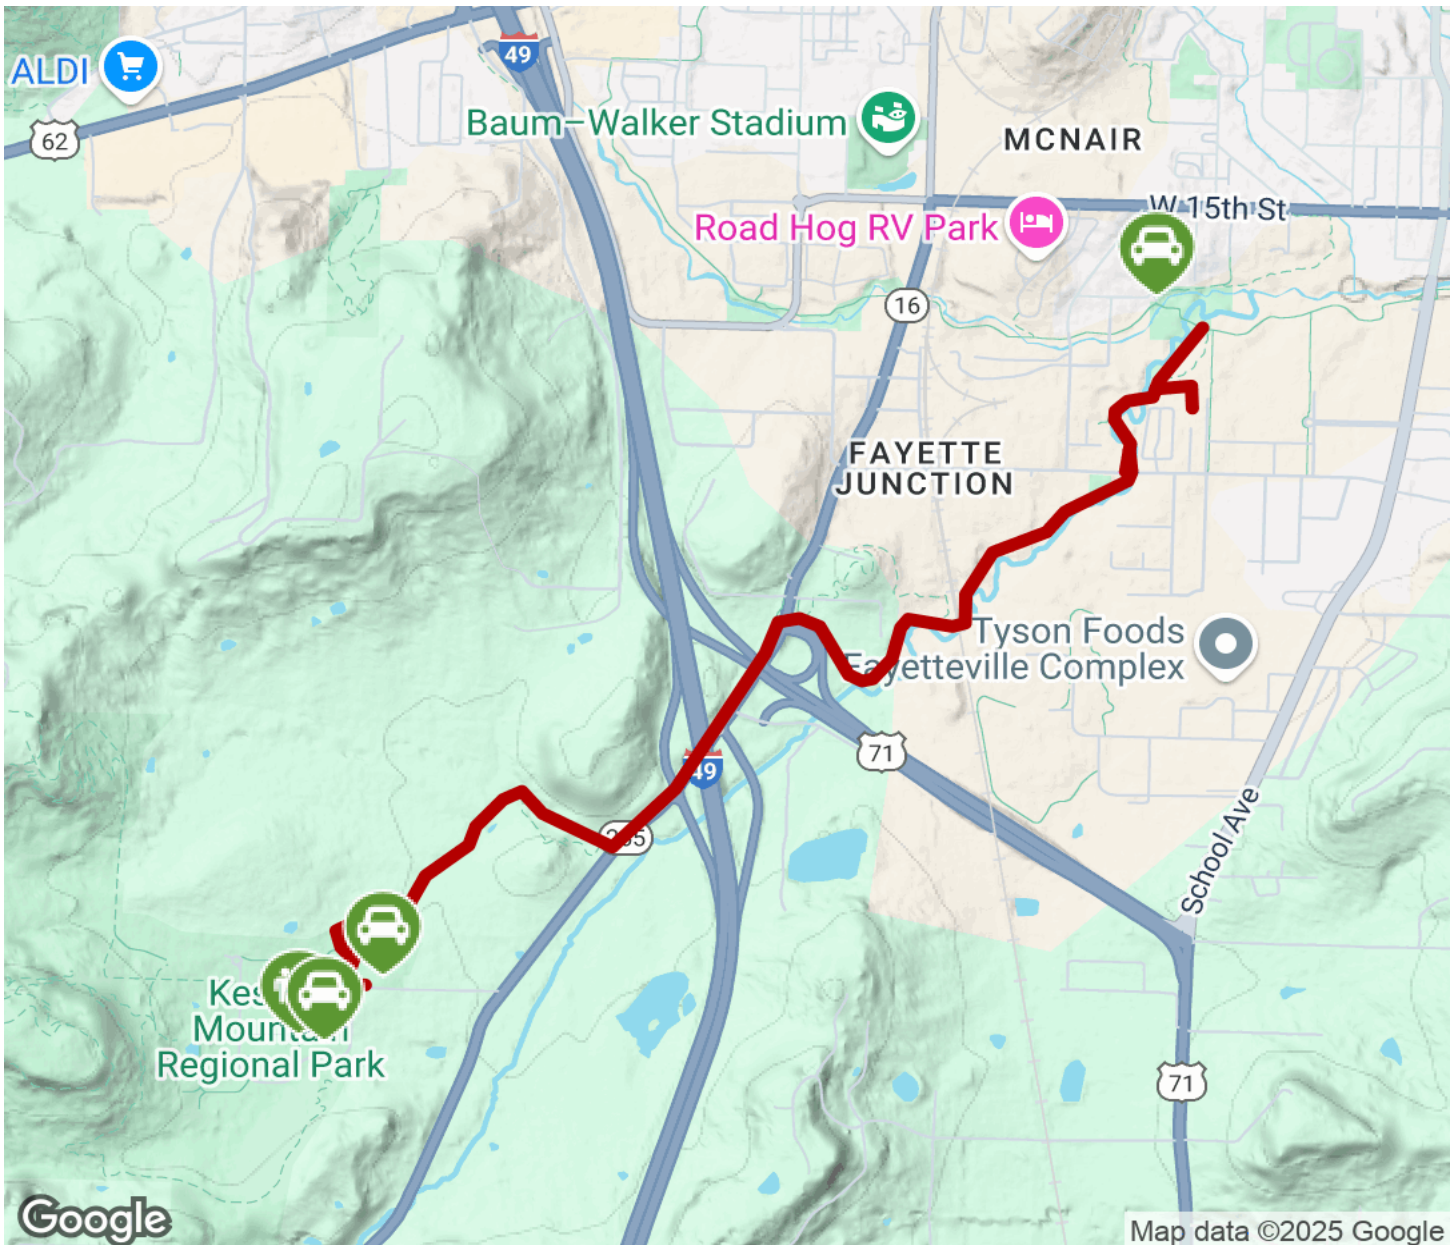 49
ALDI
62
Baum–Walker Stadium
MCNAIR
W 15th St
Road Hog RV Park
16
FAYETTE
JUNCTION
Tyson Foods
Fayetteville Complex
71
49
School Ave
Mountain
Regional Park
71
Google
Map data ©2025 Google